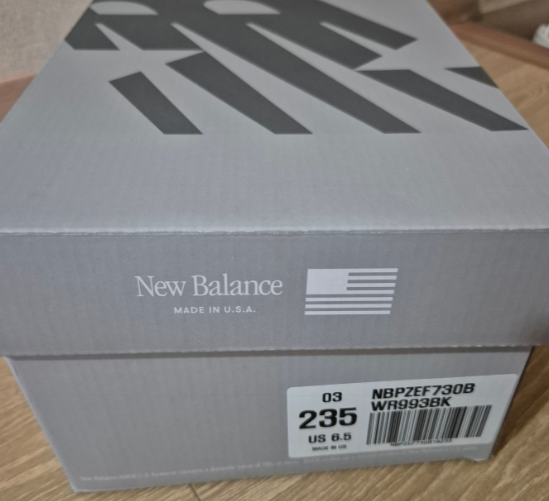 New Balance
MADE IN U.S.A.
03
235
US 6.5
MADE IN US
NBPZEF730B
WR993BK